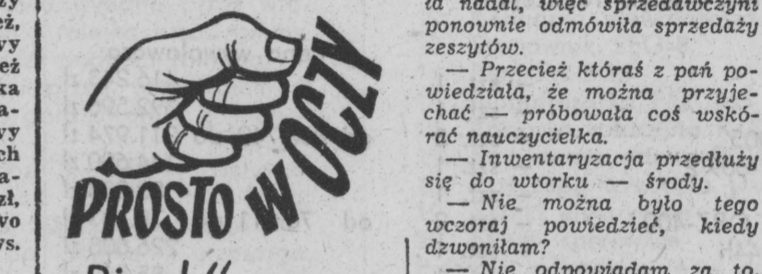 PROSTO W OCZY
ła nadal, więc sprzedawczyni
ponownie odmówiła sprzedaży
zeszytów.
— Przecież któraś z pań po-
wiedziała, że można przyje-
chać — próbowała coś wskó-
rać nauczycielka.
— Inwentaryzacja przedłuży
się do wtorku — środy.
— Nie można było tego
wczoraj powiedzieć, kiedy
dzwoniłam?
— Nie odpowiadam za to,